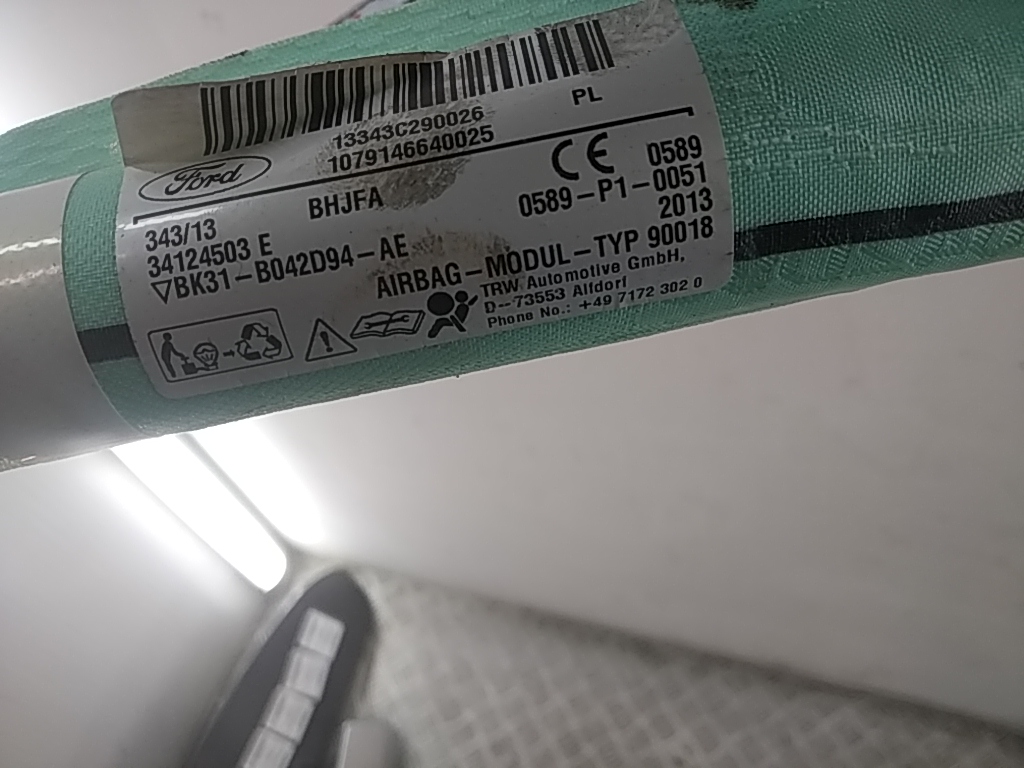 13343C290026
1079146640025
PL
Ford
BHJFA
CE 0589
343/13
0589-P1-0051
34124503 E
2013
▽BK31-B042D94-AE
AIRBAG-MODUL-TYP 90018
TRW Automotive GmbH,
D-73553 Alfdorf
Phone No.: +49 7172 302 0